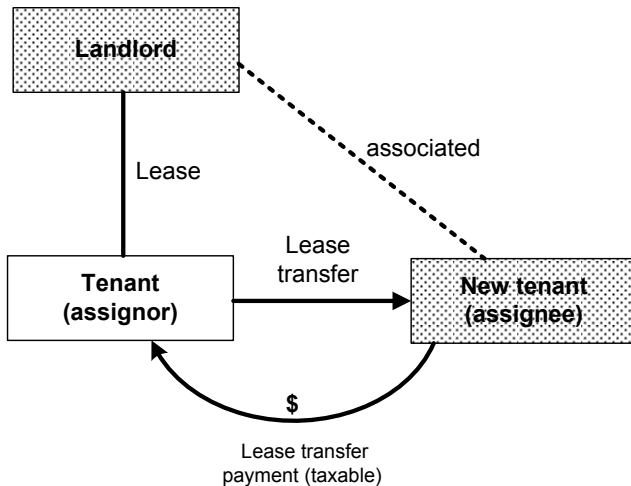 Landlord
associated
Lease
Lease
transfer
Tenant
(assignor)
New tenant
(assignee)
$
Lease transfer
payment (taxable)